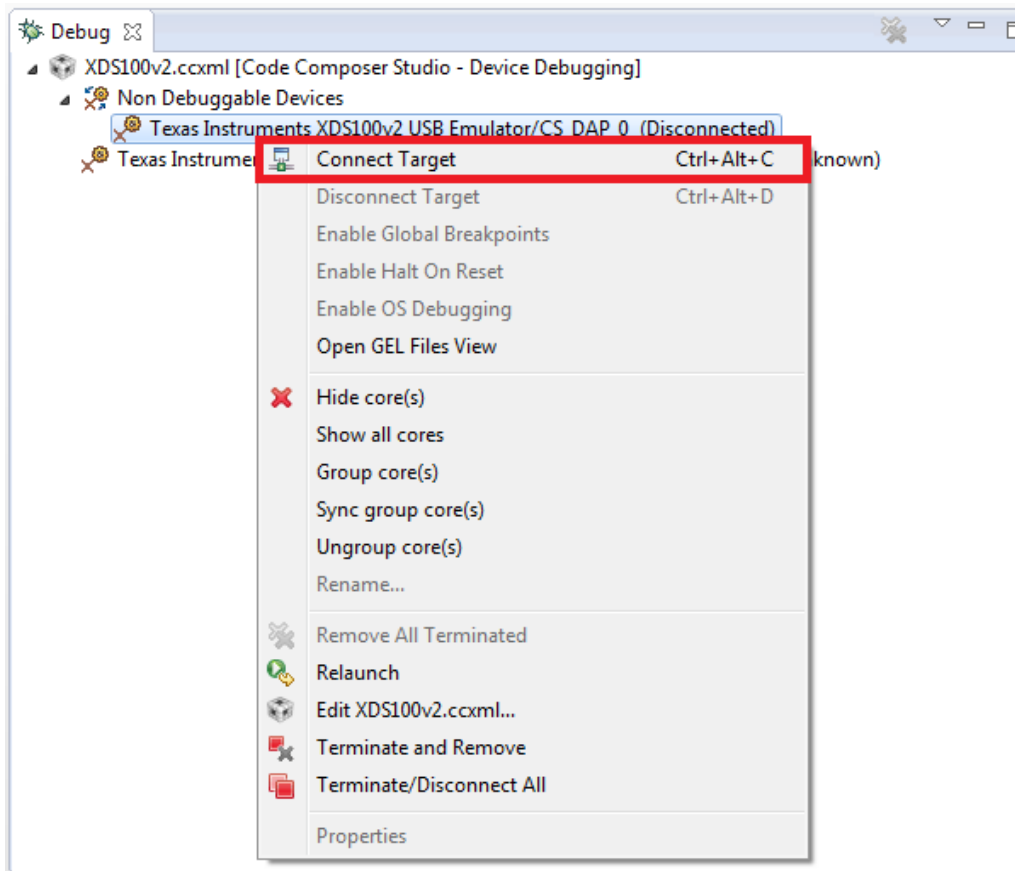 Debug
XDS100v2.ccxml [Code Composer Studio - Device Debugging]
Non Debuggable Devices
Texas Instruments XDS100v2 USB Emulator/CS_DAP_0 (Disconnected)
Texas Instrumen known)
Connect Target Ctrl+Alt+C
Disconnect Target Ctrl+Alt+D
Enable Global Breakpoints
Enable Halt On Reset
Enable OS Debugging
Open GEL Files View
Hide core(s)
Show all cores
Group core(s)
Sync group core(s)
Ungroup core(s)
Rename...
Remove All Terminated
Relaunch
Edit XDS100v2.ccxml...
Terminate and Remove
Terminate/Disconnect All
Properties